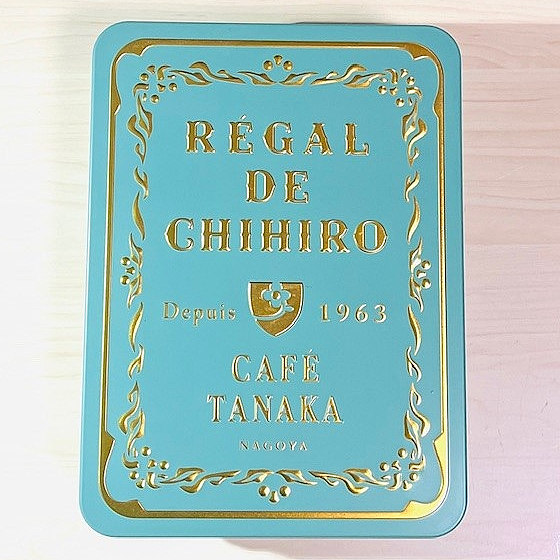 RÉGAL
DE
CHIHIRO
Depuis 1963
CAFÉ
TANAKA
NAGOYA